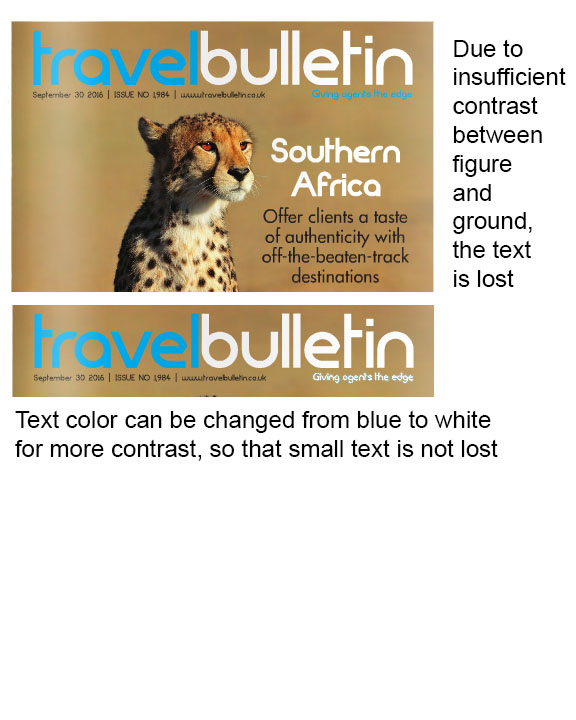 travelbulletin
September 30 2016 | ISSUE NO 1,984 | www.travelbulletin.co.uk
Giving agents the edge
Southern
Africa
Offer clients a taste
of authenticity with
off-the-beaten-track
destinations
Due to
insufficient
contrast
between
figure
and
ground,
the text
is lost
travelbulletin
September 30 2016 | ISSUE NO 1,984 | www.travelbulletin.co.uk
Giving agents the edge
Text color can be changed from blue to white
for more contrast, so that small text is not lost